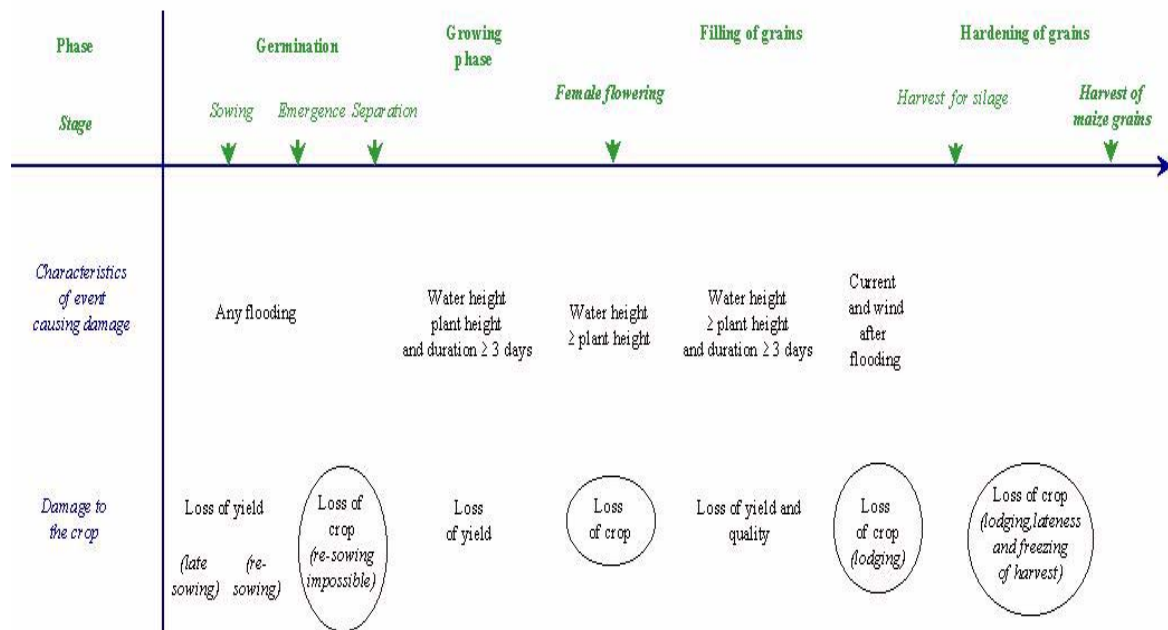 Phase
Germination
Growing
phase
Filling of grains
Hardening of grains
Stage
Sowing
Emergence
Separation
Female flowering
Harvest for silage
Harvest of
maize grains
Characteristics
of event
causing damage
Any flooding
Water height
plant height
and duration ≥ 3 days
Water height
≥ plant height
Water height
≥ plant height
and duration ≥ 3 days
Current
and wind
after
flooding
Damage to
the crop
Loss of yield
(late
sowing)
(re-
sowing)
Loss of
crop
(re-sowing
impossible)
Loss
of yield
Loss
of crop
Loss of yield and
quality
Loss
of crop
(lodging)
Loss of crop
(lodging,lateness
and freezing
of harvest)